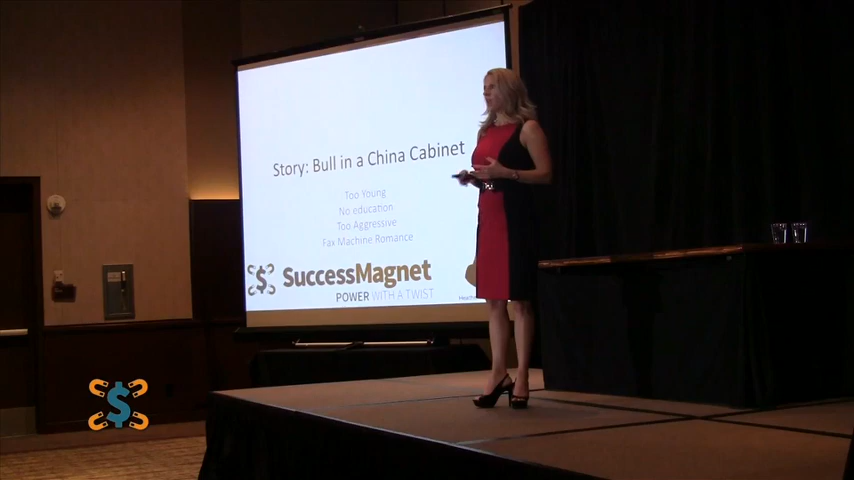 Story: Bull in a China Cabinet
Too Young
No education
Too Aggressive
Fax Machine Romance
$ SuccessMagnet
POWER WITH A TWIST
$